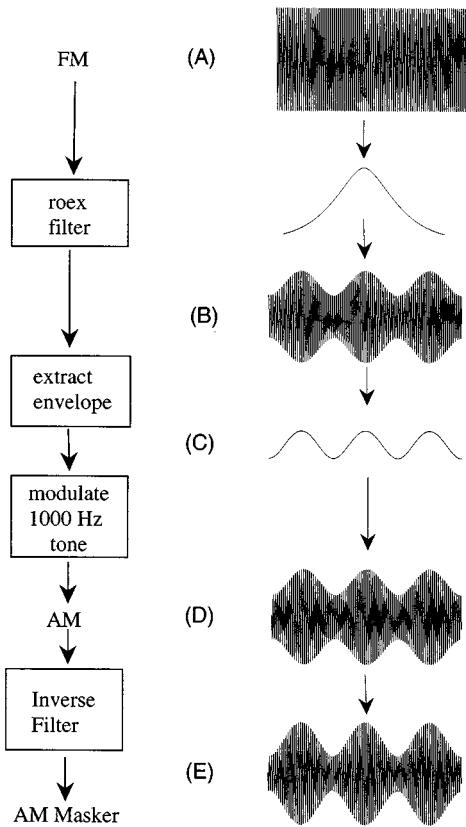 FM
(A)
roex
filter
(B)
extract
envelope
(C)
modulate
1000 Hz
tone
AM
(D)
Inverse
Filter
(E)
AM Masker